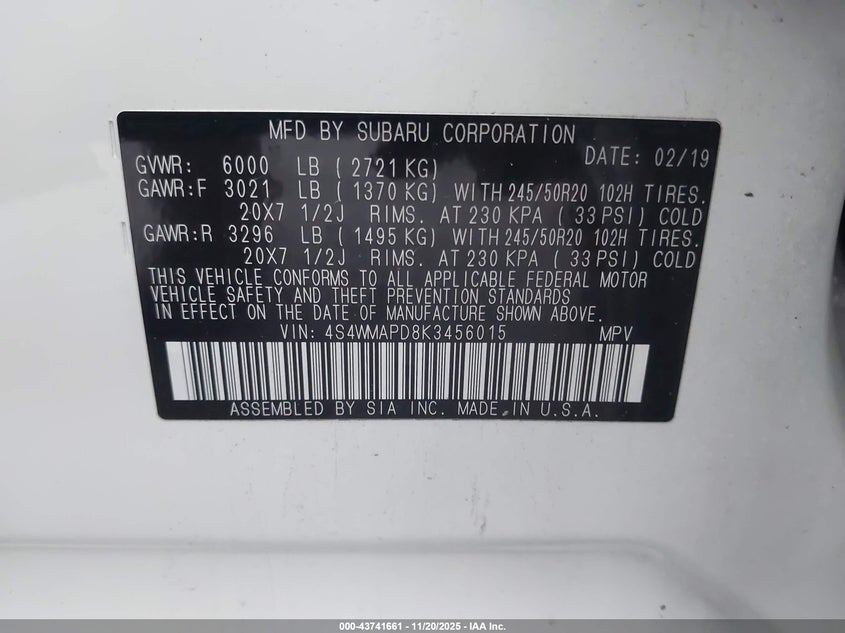 MFD BY SUBARU CORPORATION
DATE: 02/19
GVWR: 6000 LB ( 2721 KG)
GAWR:F 3021 LB ( 1370 KG) WITH 245/50R20 102H TIRES.
20X7 1/2J RIMS. AT 230 KPA ( 33 PSI) COLD
GAWR:R 3296 LB ( 1495 KG) WITH 245/50R20 102H TIRES.
20X7 1/2J RIMS. AT 230 KPA ( 33 PSI) COLD
THIS VEHICLE CONFORMS TO ALL APPLICABLE FEDERAL MOTOR
VEHICLE SAFETY AND THEFT PREVENTION STANDARDS
IN EFFECT ON THE DATE OF MANUFACTURE SHOWN ABOVE.
VIN: 4S4WMAPD8K3456015 MPV
ASSEMBLED BY SIA INC. MADE IN U.S.A.
000-43741661 - 11/20/2025 - IAA Inc.